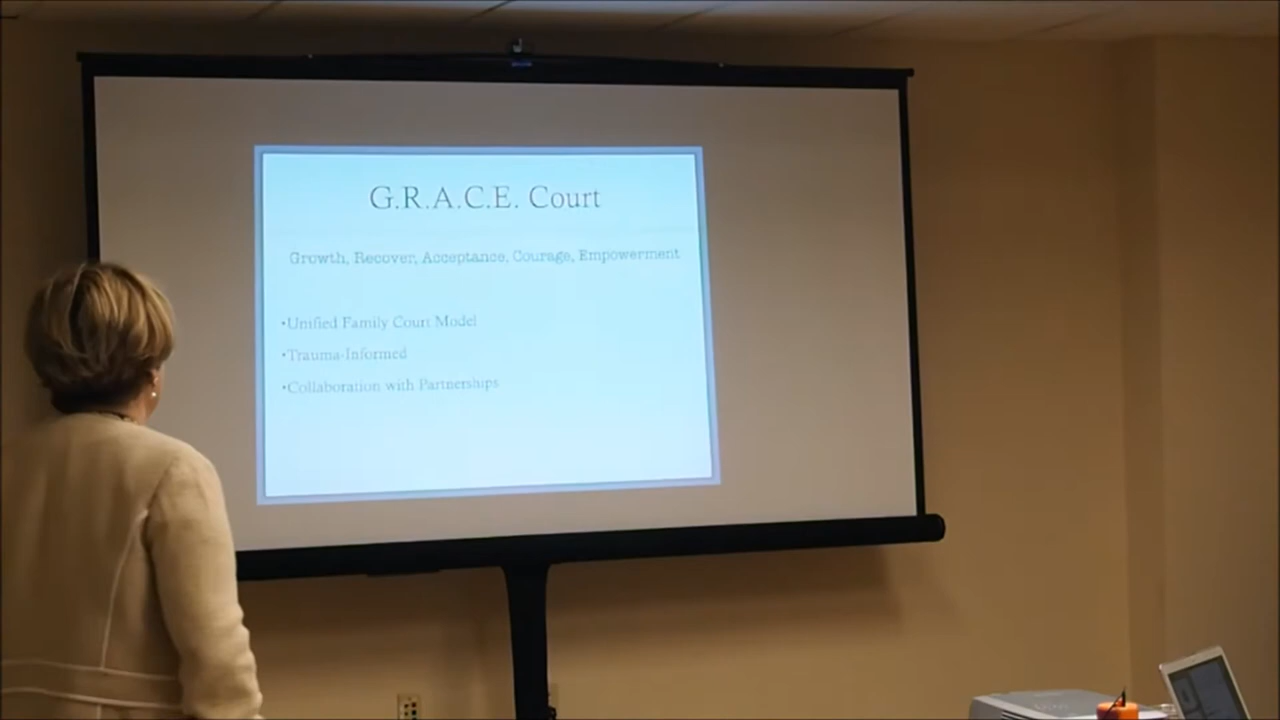 G.R.A.C.E. Court
Growth, Recover, Acceptance, Courage, Empowerment
•Unified Family Court Model
•Trauma-Informed
•Collaboration with Partnerships